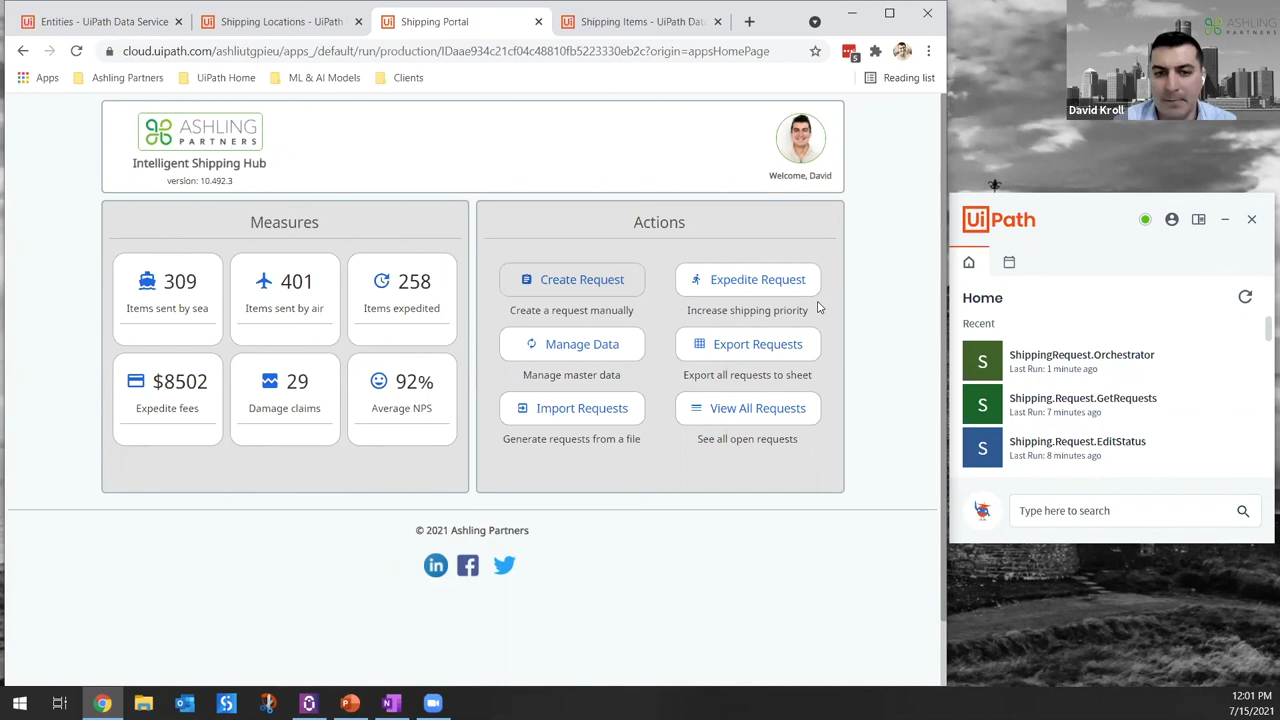 Entities - UiPath Data Service
Shipping Locations - UiPath
Shipping Portal
Shipping Items - UiPath Dat
cloud.uipath.com/ashliutgpieu/apps_/default/run/production/IDaae934c21cf04c48810fb5223330eb2c?origin=appsHomePage
5
Apps
Ashling Partners
UiPath Home
ML & AI Models
Clients
Reading list
ASHLING
PARTNERS
Intelligent Shipping Hub
version: 10.492.3
Welcome, David
Measures
309
Items sent by sea
401
Items sent by air
258
Items expedited
$8502
Expedite fees
29
Damage claims
92%
Average NPS
Actions
Create Request
Create a request manually
Expedite Request
Increase shipping priority
Manage Data
Manage master data
Export Requests
Export all requests to sheet
Import Requests
Generate requests from a file
View All Requests
See all open requests
© 2021 Ashling Partners
in
ASHLING
PARTNERS
David Kroll
UiPath
Home
Recent
S
ShippingRequest.Orchestrator
Last Run: 1 minute ago
S
Shipping.Request.GetRequests
Last Run: 7 minutes ago
S
Shipping.Request.EditStatus
Last Run: 8 minutes ago
Type here to search
12:01 PM
7/15/2021